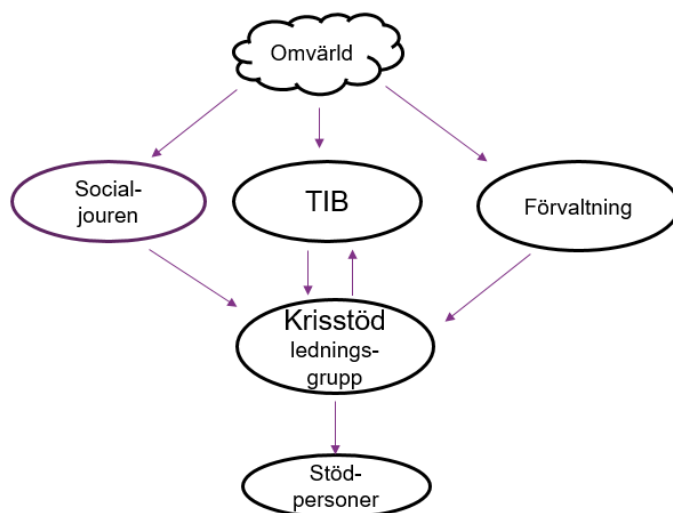 Omvärld
Social-
jouren
TIB
Förvaltning
Krisstöd
lednings-
grupp
Stöd-
personer